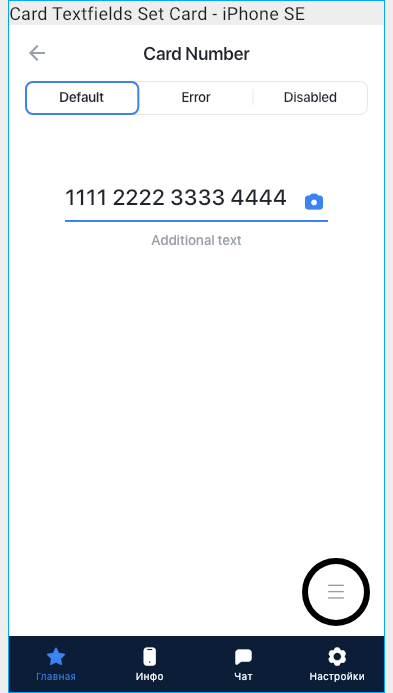 Card Textfields Set Card - iPhone SE
Card Number
Default Error Disabled
1111 2222 3333 4444
Additional text
Главная Инфо Чат Настройки